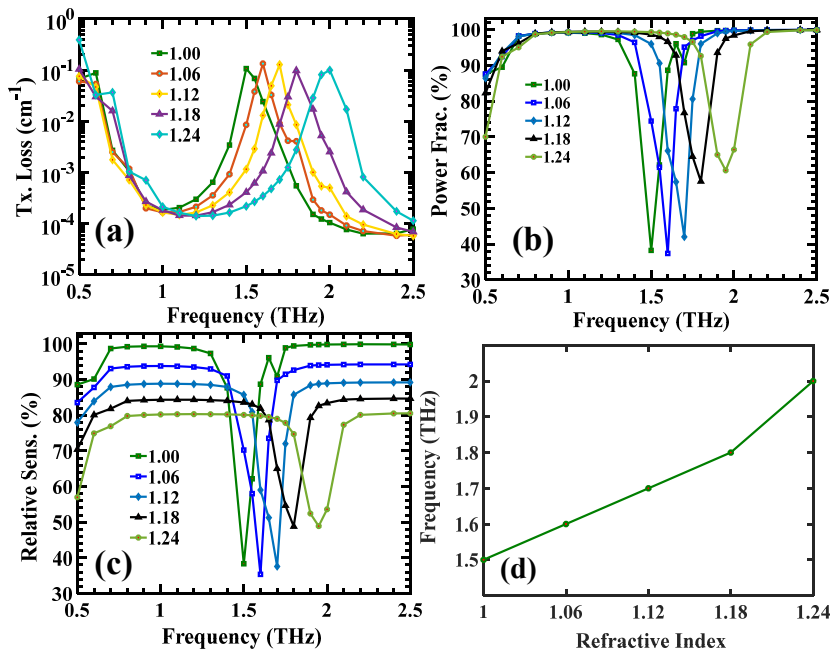 10^0
10^-1
10^-2
10^-3
10^-4
10^-5
Tx. Loss (cm^-1)
1.00
1.06
1.12
1.18
1.24
(a)
0.5 1 1.5 2 2.5
Frequency (THz)
100
90
80
70
60
50
40
30
Power Frac. (%)
1.00
1.06
1.12
1.18
1.24
(b)
0.5 1 1.5 2 2.5
Frequency (THz)
100
90
80
70
60
50
40
30
Relative Sens. (%)
1.00
1.06
1.12
1.18
1.24
(c)
0.5 1 1.5 2 2.5
Frequency (THz)
2
1.9
1.8
1.7
1.6
1.5
Frequency (THz)
(d)
1 1.06 1.12 1.18 1.24
Refractive Index